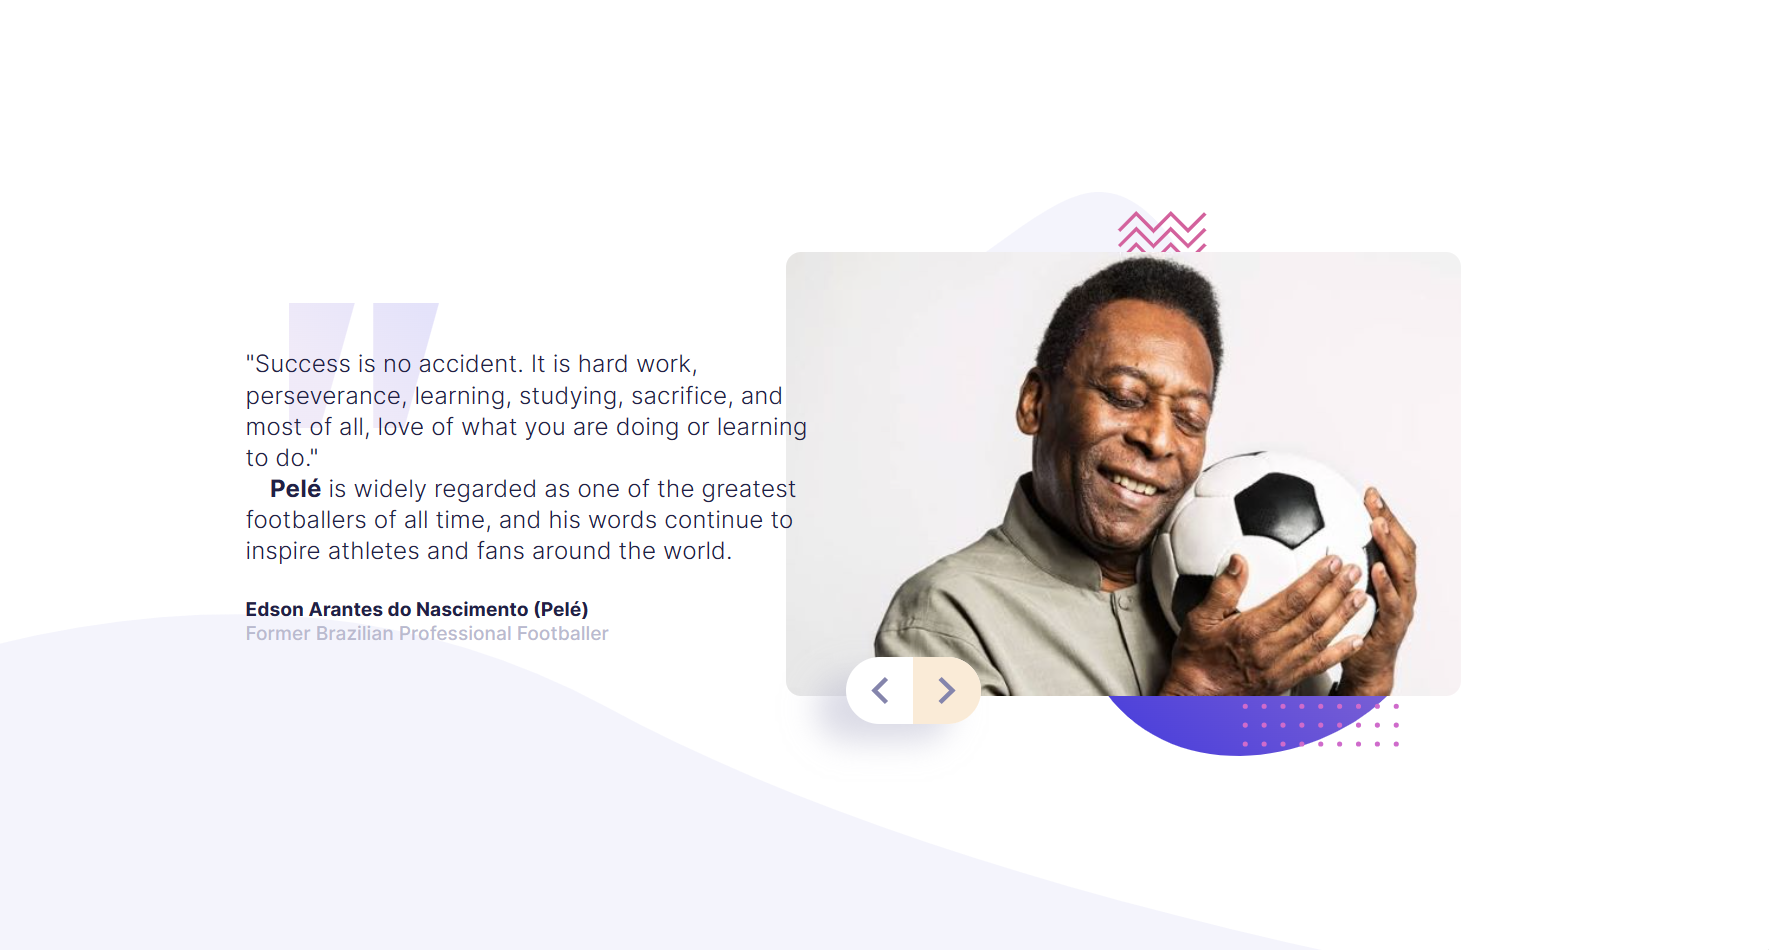 "Success is no accident. It is hard work,
perseverance, learning, studying, sacrifice, and
most of all, love of what you are doing or learning
to do."
Pelé is widely regarded as one of the greatest
footballers of all time, and his words continue to
inspire athletes and fans around the world.
Edson Arantes do Nascimento (Pelé)
Former Brazilian Professional Footballer